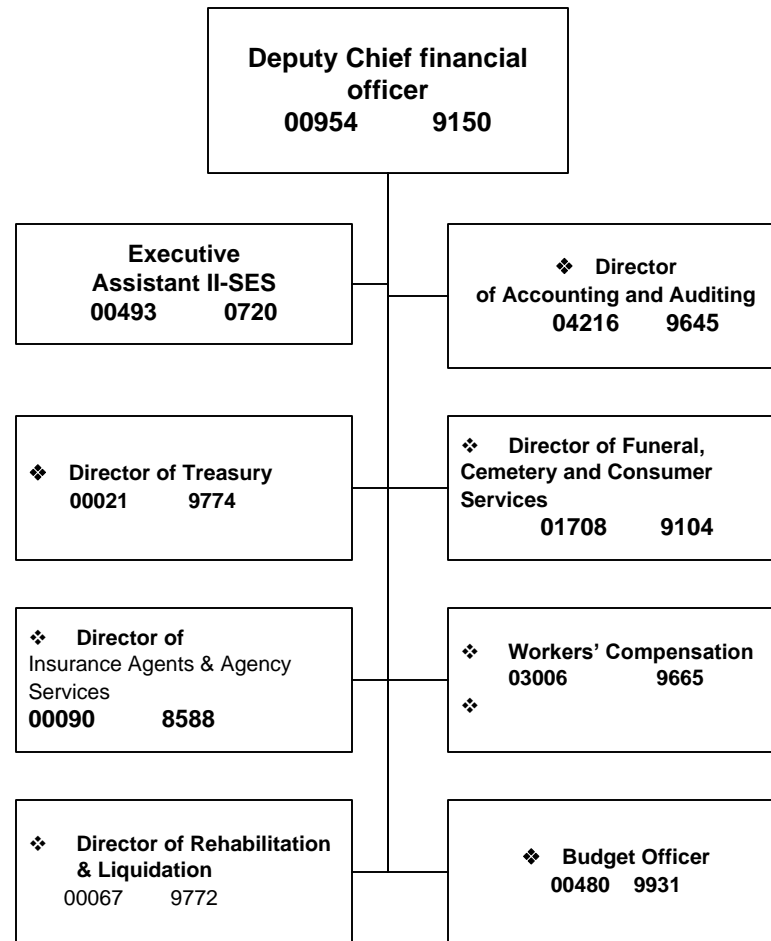 Deputy Chief financial
officer
00954 9150
Executive
Assistant II-SES
00493 0720
❖ Director
of Accounting and Auditing
04216 9645
❖ Director of Treasury
00021 9774
❖ Director of Funeral,
Cemetery and Consumer
Services
01708 9104
❖ Director of
Insurance Agents & Agency
Services
00090 8588
❖ Workers’ Compensation
03006 9665
❖
❖ Director of Rehabilitation
& Liquidation
00067 9772
❖ Budget Officer
00480 9931